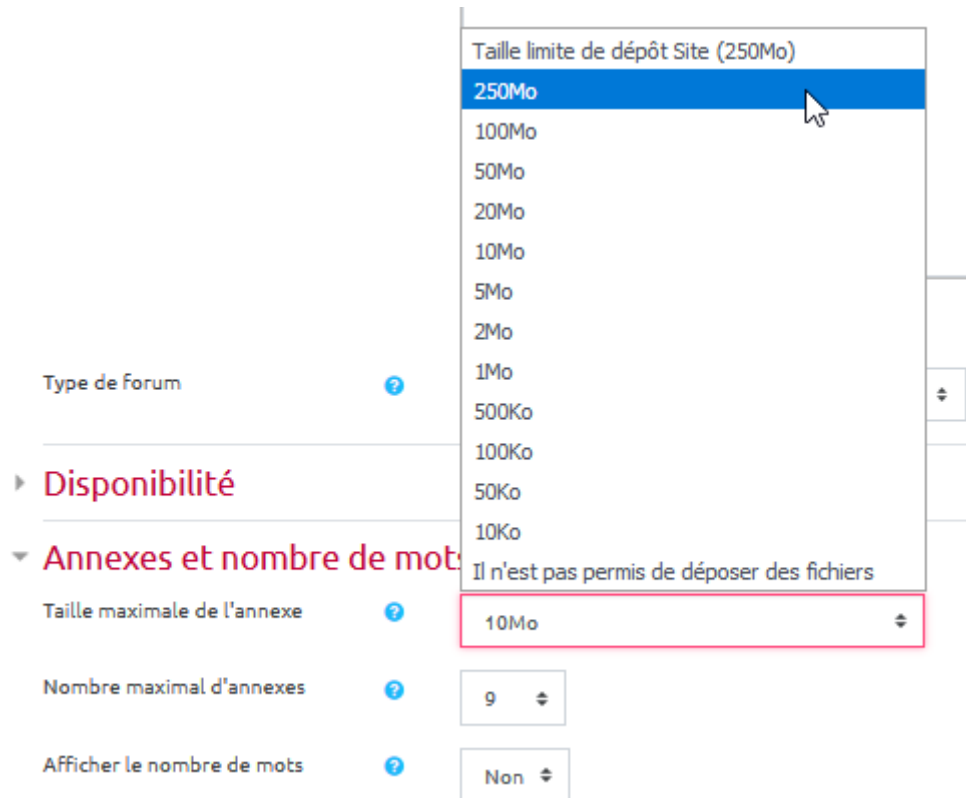 Taille limite de dépôt Site (250Mo)
250Mo
100Mo
50Mo
20Mo
10Mo
5Mo
2Mo
1Mo
500Ko
100Ko
50Ko
10Ko
Il n'est pas permis de déposer des fichiers
Type de forum ?
Disponibilité
Annexes et nombre de mots
Taille maximale de l'annexe ? 10Mo
Nombre maximal d'annexes ? 9
Afficher le nombre de mots ? Non